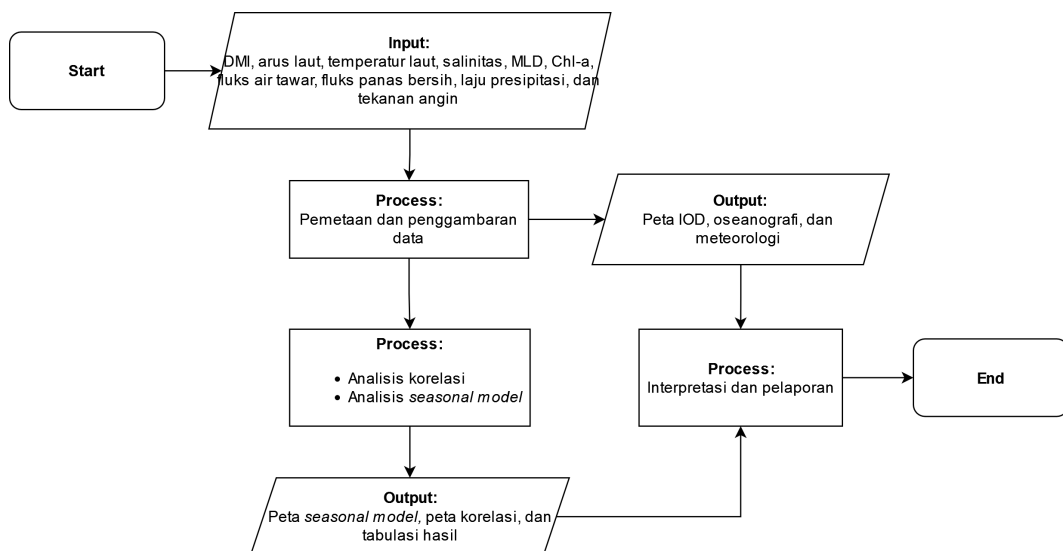 Start
Input:
DMI, arus laut, temperatur laut, salinitas, MLD, Chl-a,
fluks air tawar, fluks panas bersih, laju presipitasi, dan
tekanan angin
Process:
Pemetaan dan penggambaran
data
Output:
Peta IOD, oseanografi, dan
meteorologi
Process:
• Analisis korelasi
• Analisis seasonal model
Process:
Interpretasi dan pelaporan
End
Output:
Peta seasonal model, peta korelasi, dan
tabulasi hasil